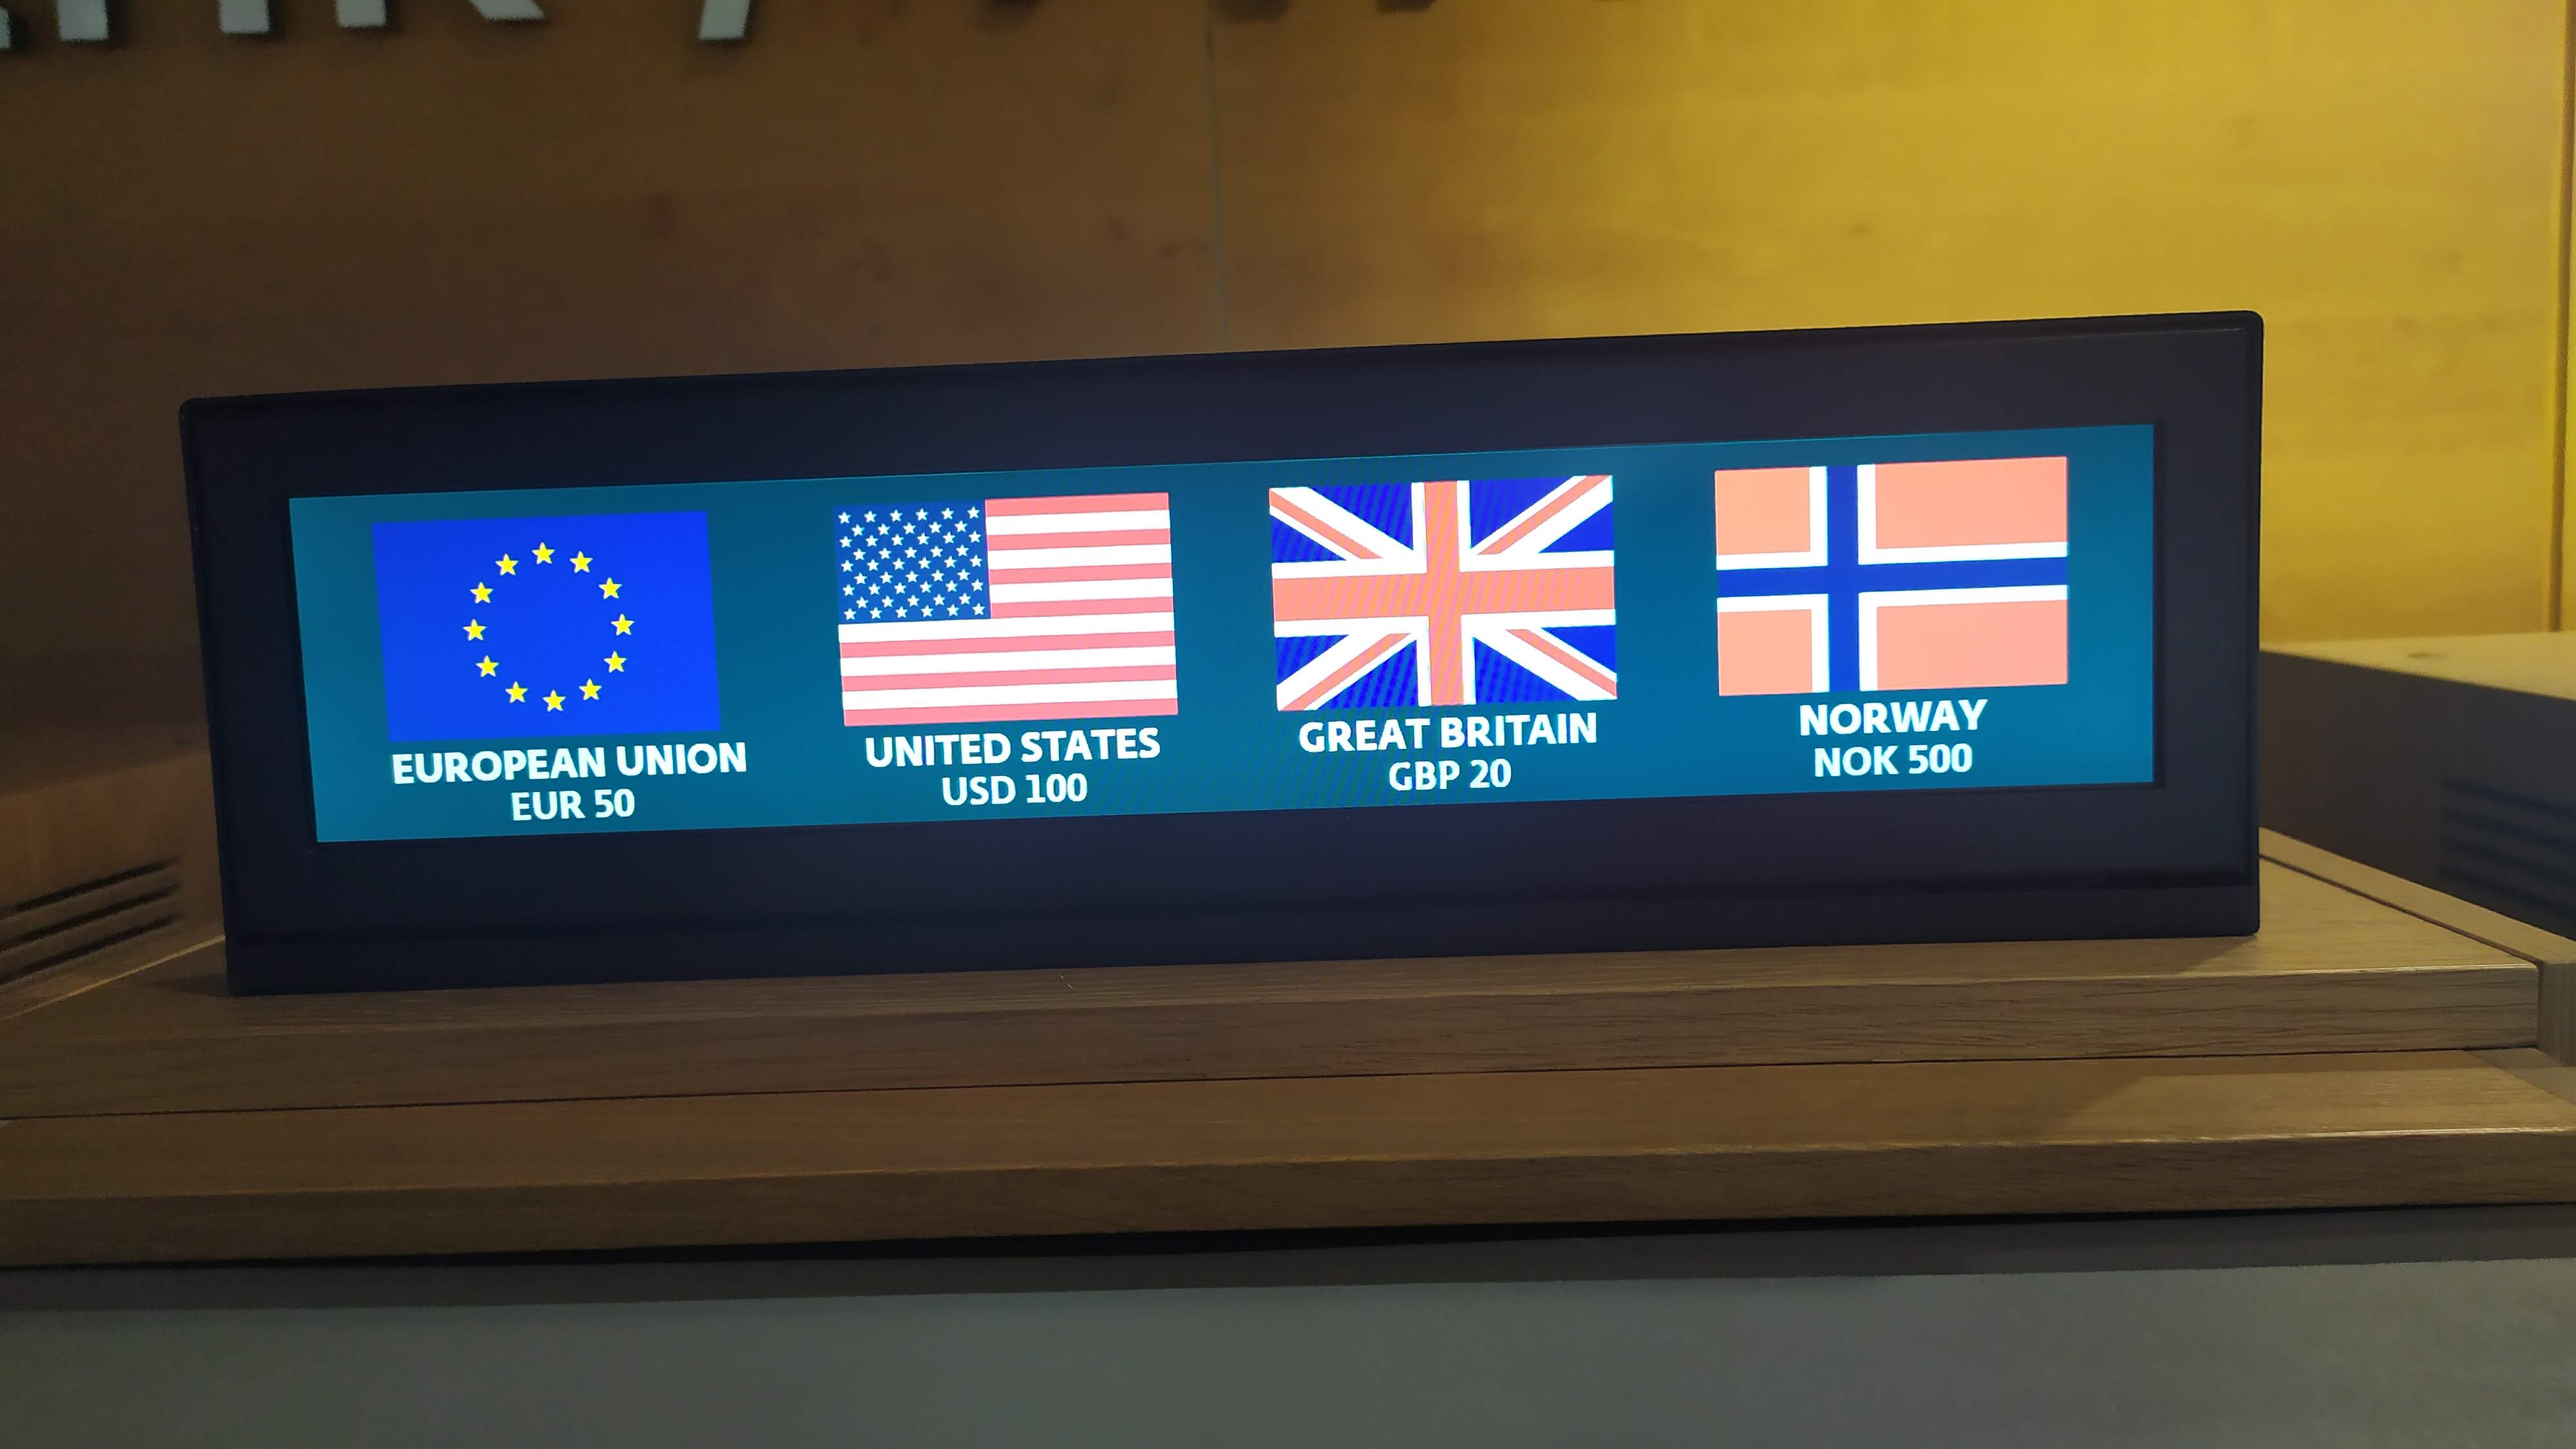 EUROPEAN UNION
EUR 50
UNITED STATES
USD 100
GREAT BRITAIN
GBP 20
NORWAY
NOK 500